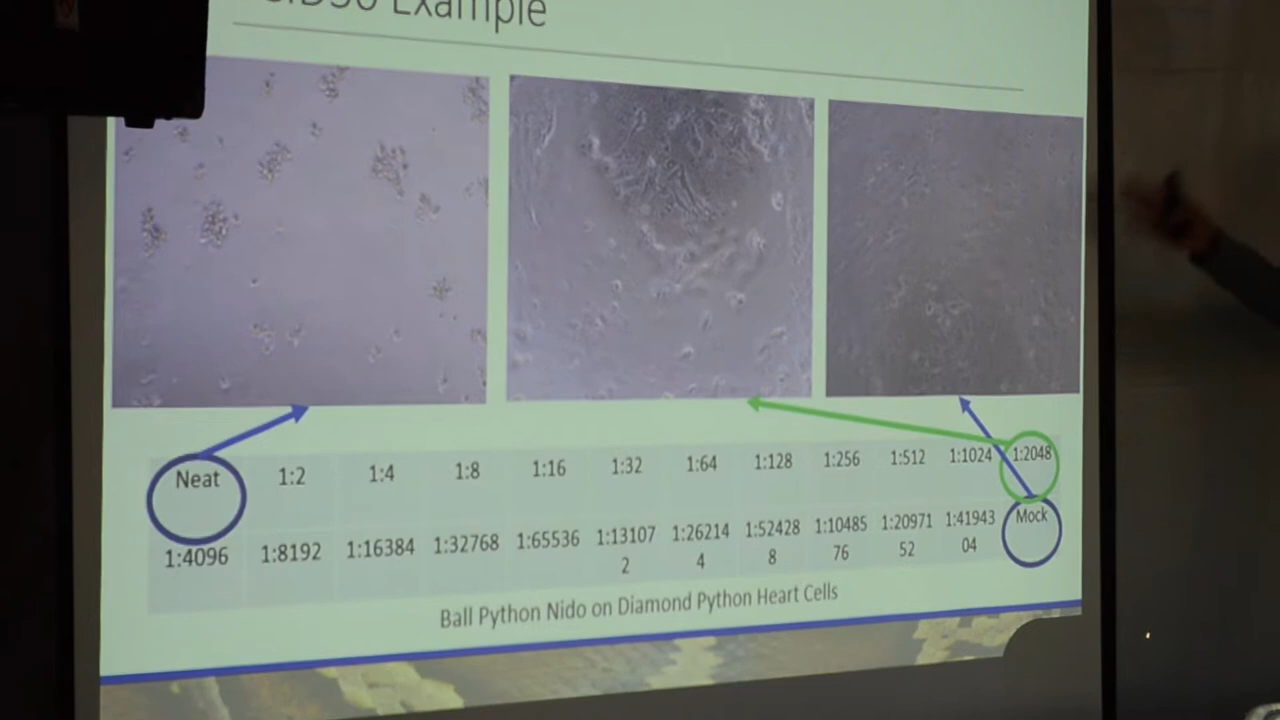 Example
Neat 1:2 1:4 1:8 1:16 1:32 1:64 1:128 1:256 1:512 1:1024 1:2048
1:4096 1:8192 1:16384 1:32768 1:65536 1:13107 1:26214 1:52428 1:10485 1:20971 1:41943 Mock
2 4 8 76 52 04
Ball Python Nido on Diamond Python Heart Cells